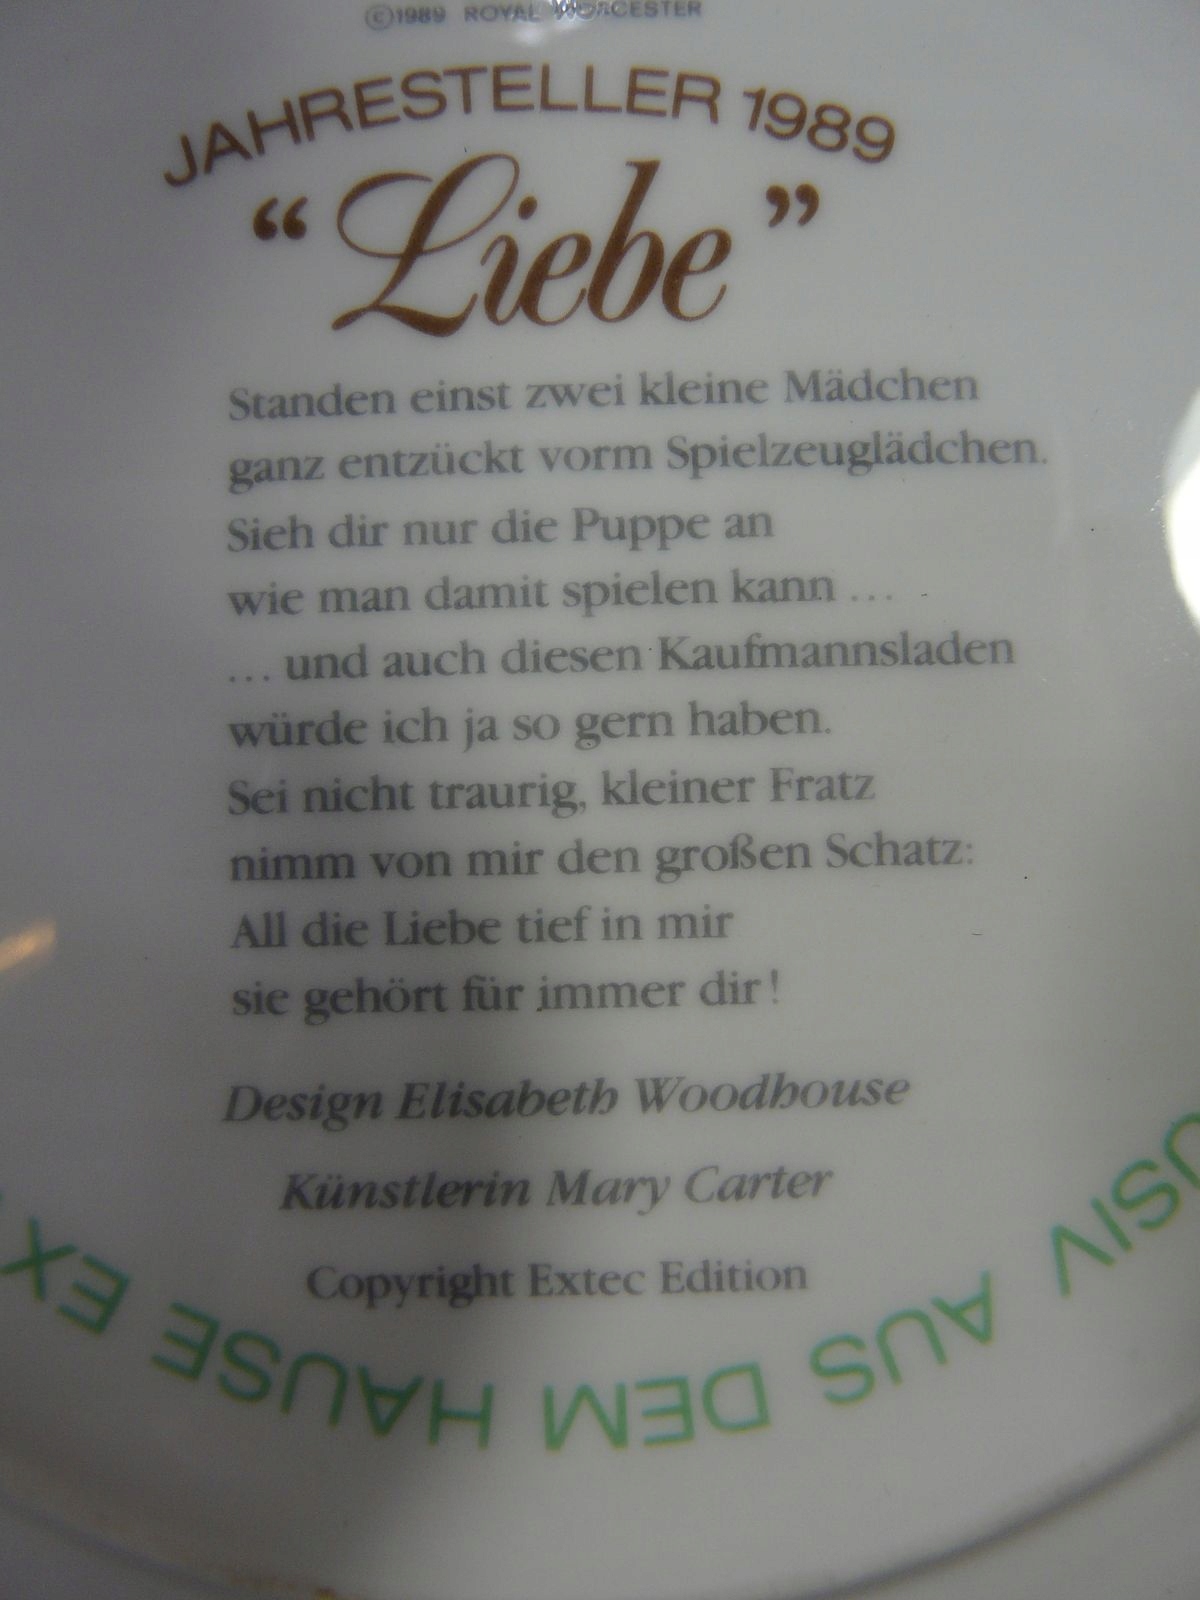 ©1989 ROYAL WORCESTER
JAHRESTELLER 1989
“Liebe”
Standen einst zwei kleine Mädchen
ganz entzückt vorm Spielzeuglädchen.
Sieh dir nur die Puppe an
wie man damit spielen kann ...
... und auch diesen Kaufmannsladen
würde ich ja so gern haben.
Sei nicht traurig, kleiner Fratz
nimm von mir den großen Schatz:
All die Liebe tief in mir
sie gehört für immer dir!
Design Elisabeth Woodhouse
Künstlerin Mary Carter
Copyright Extec Edition
USIV AUS DEM HAUSE EX